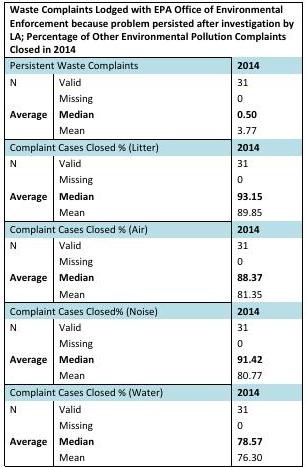 Waste Complaints Lodged with EPA Office of Environmental
Enforcement because problem persisted after investigation by
LA; Percentage of Other Environmental Pollution Complaints
Closed in 2014
Persistent Waste Complaints 2014
N Valid 31
Missing 0
Average Median 0.50
Mean 3.77
Complaint Cases Closed % (Litter) 2014
N Valid 31
Missing 0
Average Median 93.15
Mean 89.85
Complaint Cases Closed % (Air) 2014
N Valid 31
Missing 0
Average Median 88.37
Mean 81.35
Complaint Cases Closed% (Noise) 2014
N Valid 31
Missing 0
Average Median 91.42
Mean 80.77
Complaint Cases Closed % (Water) 2014
N Valid 31
Missing 0
Average Median 78.57
Mean 76.30